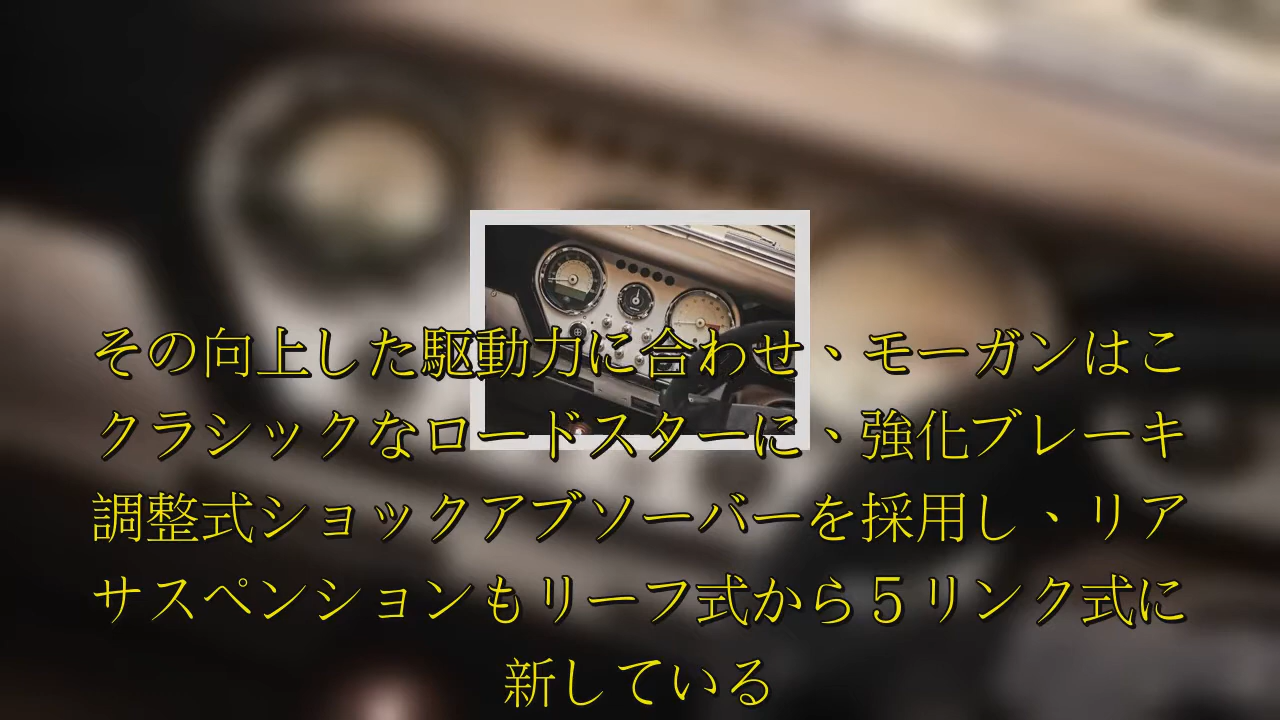 その向上した駆動力に合わせ、モーガンはこ
クラシックなロードスターに、強化ブレーキ
調整式ショックアブソーバーを採用し、リア
サスペンションもリーフ式から５リンク式に
新している